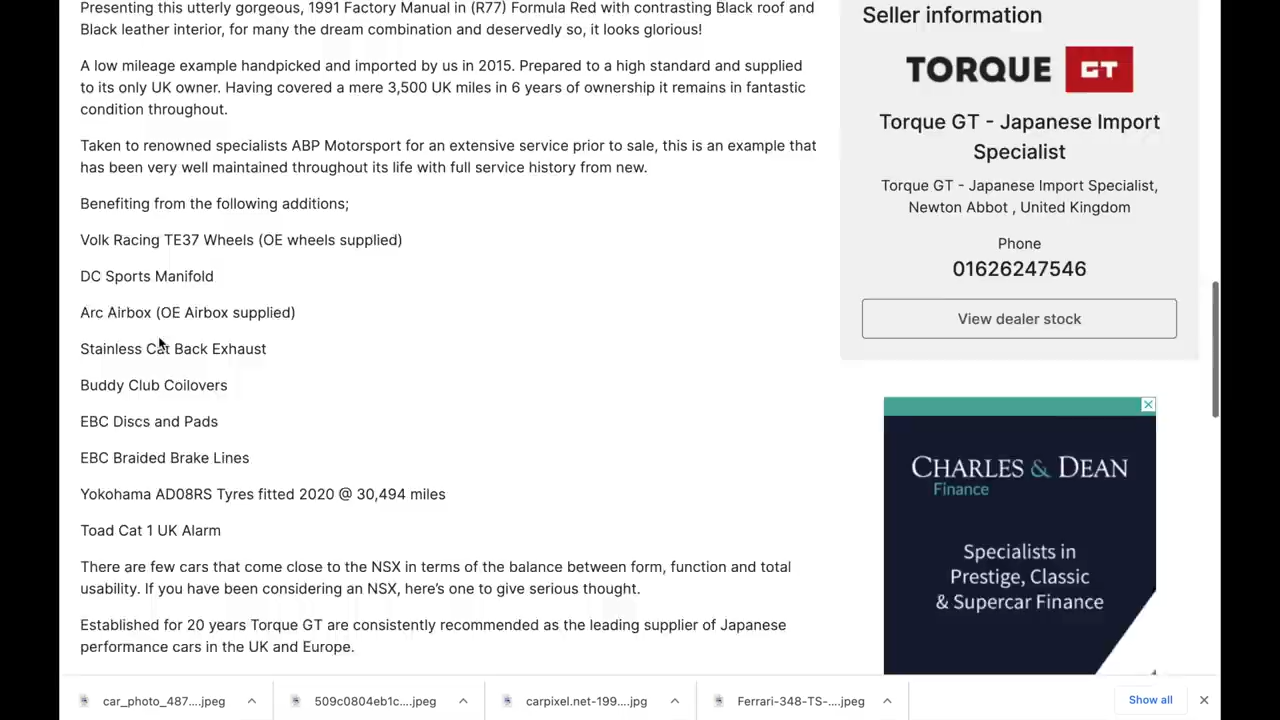 Presenting this utterly gorgeous, 1991 Factory Manual in (R77) Formula Red with contrasting Black roof and
Black leather interior, for many the dream combination and deservedly so, it looks glorious!
A low mileage example handpicked and imported by us in 2015. Prepared to a high standard and supplied
to its only UK owner. Having covered a mere 3,500 UK miles in 6 years of ownership it remains in fantastic
condition throughout.
Taken to renowned specialists ABP Motorsport for an extensive service prior to sale, this is an example that
has been very well maintained throughout its life with full service history from new.
Benefiting from the following additions;
Volk Racing TE37 Wheels (OE wheels supplied)
DC Sports Manifold
Arc Airbox (OE Airbox supplied)
Stainless Cat Back Exhaust
Buddy Club Coilovers
EBC Discs and Pads
EBC Braided Brake Lines
Yokohama AD08RS Tyres fitted 2020 @ 30,494 miles
Toad Cat 1 UK Alarm
There are few cars that come close to the NSX in terms of the balance between form, function and total
usability. If you have been considering an NSX, here's one to give serious thought.
Established for 20 years Torque GT are consistently recommended as the leading supplier of Japanese
performance cars in the UK and Europe.
Seller information
TORQUE GT
Torque GT - Japanese Import
Specialist
Torque GT - Japanese Import Specialist,
Newton Abbot , United Kingdom
Phone
01626247546
View dealer stock
CHARLES & DEAN
Finance
Specialists in
Prestige, Classic
& Supercar Finance
car_photo_487....jpeg
509c0804eb1c....jpeg
carpixel.net-199....jpg
Ferrari-348-TS-....jpeg
Show all